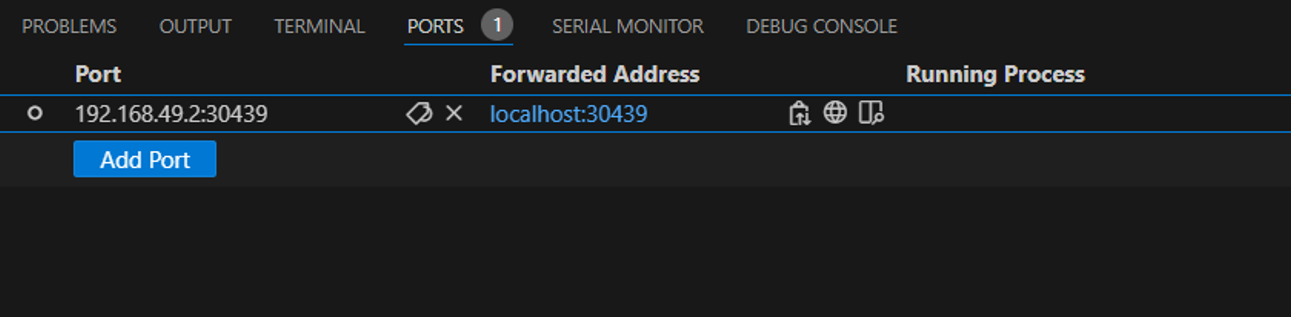 PROBLEMS OUTPUT TERMINAL PORTS 1 SERIAL MONITOR DEBUG CONSOLE
Port Forwarded Address Running Process
192.168.49.2:30439 localhost:30439
Add Port